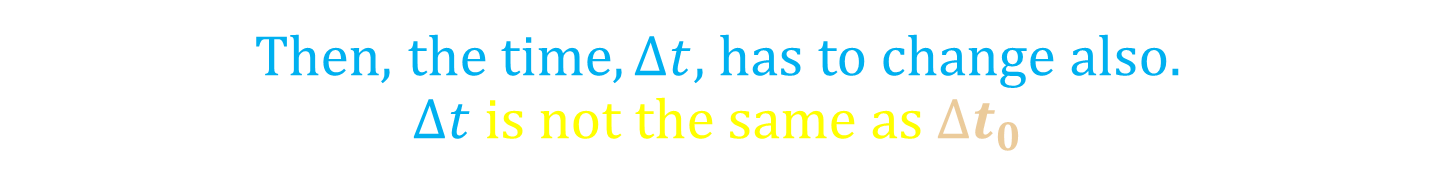 Then, the time, Δt, has to change also.
Δt is not the same as Δt₀